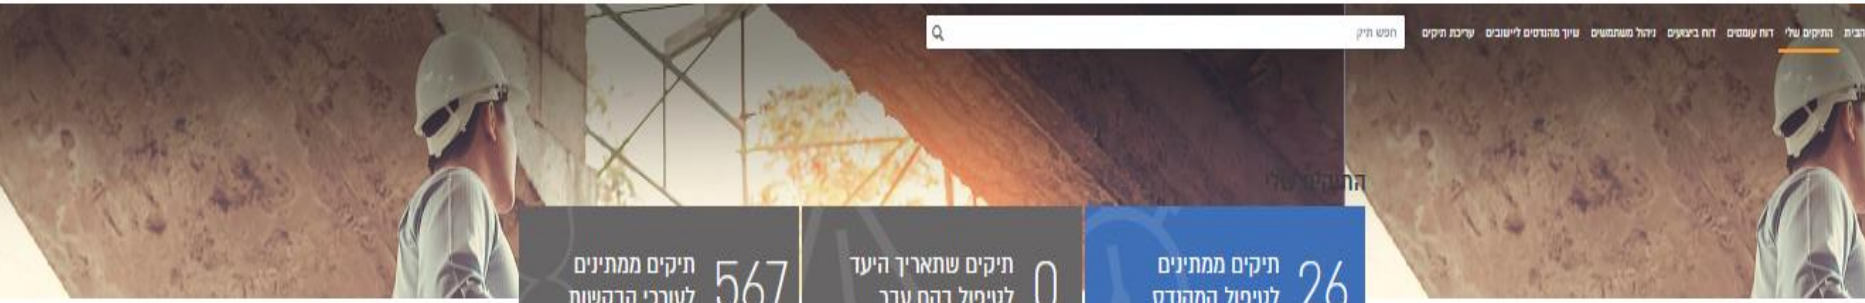 הבית התיקים שלי דוח עומסים דוח ביצועים ניהול משתמשים שיוך מהנדסים ליישובים עריכת תיקים חפש תיק
התיקים שלי
26 תיקים ממתינים
לטיפול המהנדס
0 תיקים שתאריך היעד
לטיפול בהם עבר
567 תיקים ממתינים
לעורכי הבקשות